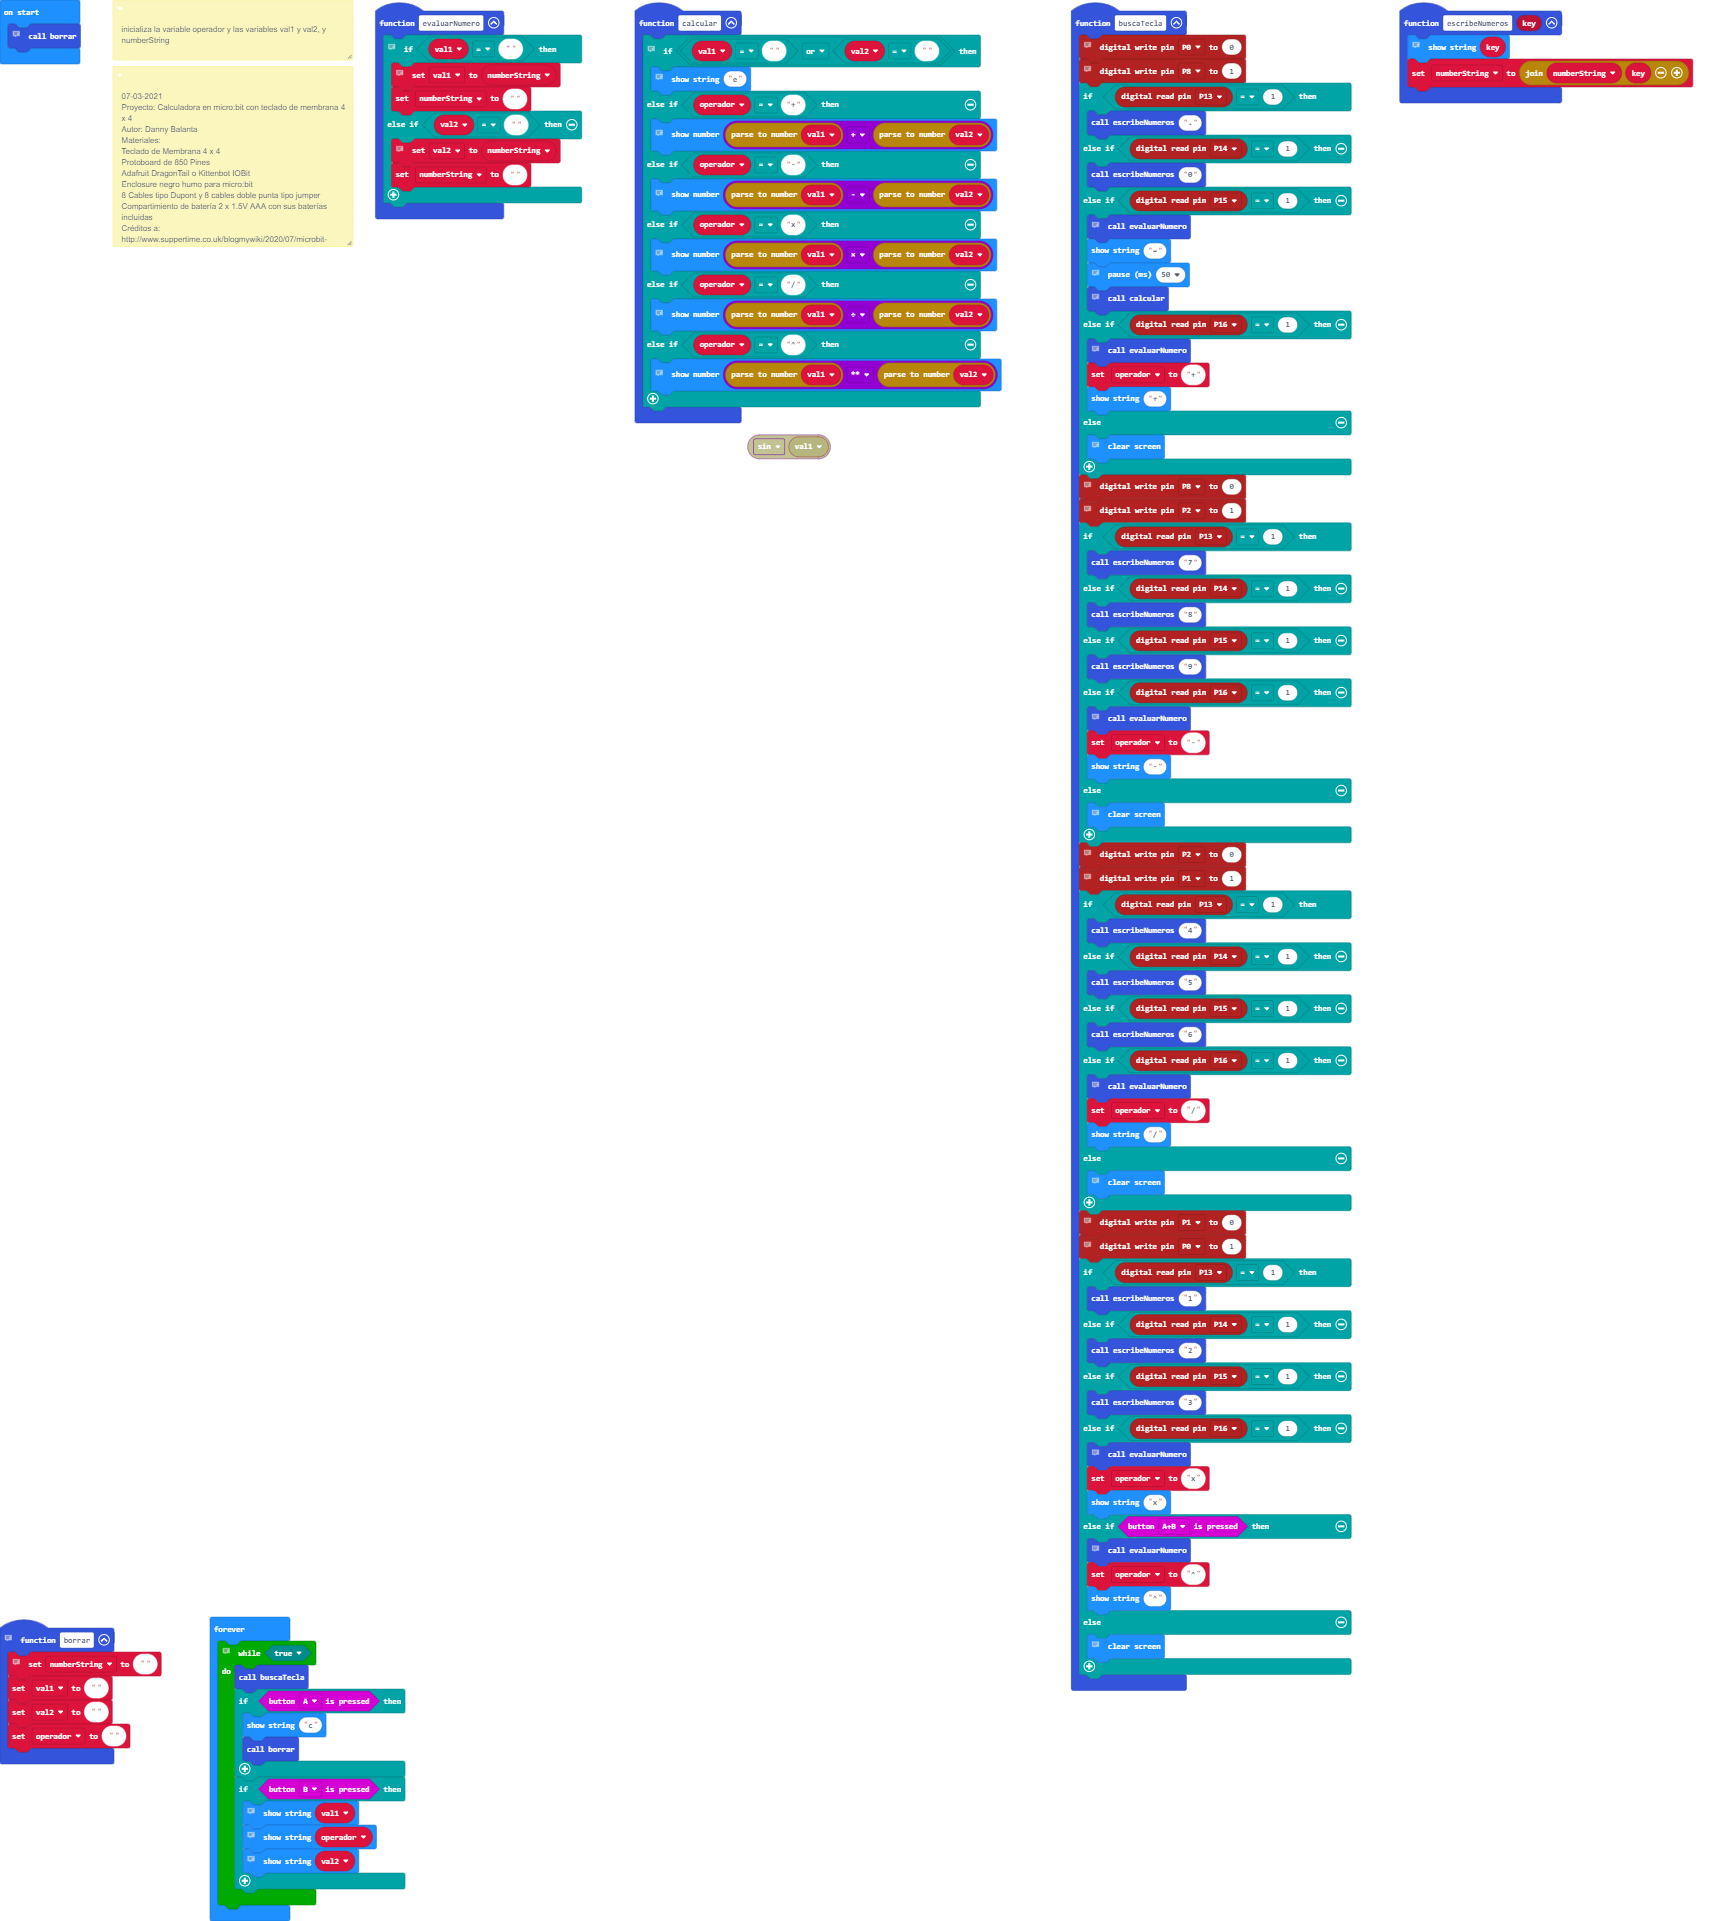 on start
call borrar
inicializa la variable operador y las variables val1 y val2, y
numberString
07-03-2021
Proyecto: Calculadora en micro:bit con teclado de membrana 4
x 4
Autor: Danny Balanta
Materiales:
Teclado de Membrana 4 x 4
Protoboard de 850 Pines
Adafruit DragonTail o Kittenbot IOBit
Enclosure negro humo para micro:bit
8 Cables tipo Dupont y 8 cables doble punta tipo jumper
Compartimiento de batería 2 x 1.5V AAA con sus baterías
incluidas
Créditos a:
http://www.suppertime.co.uk/blogmywiki/2020/07/microbit-
function evaluarNumero
if val1 = "" then
set val1 to numberString
set numberString to ""
else if val2 = "" then
set val2 to numberString
set numberString to ""
function calcular
if val1 = "" or val2 = "" then
show string "e"
else if operador = "+" then
show number parse to number val1 + parse to number val2
else if operador = "-" then
show number parse to number val1 - parse to number val2
else if operador = "x" then
show number parse to number val1 × parse to number val2
else if operador = "/" then
show number parse to number val1 ÷ parse to number val2
else if operador = "^" then
show number parse to number val1 ** parse to number val2
sin val1
function buscaTecla
digital write pin P0 to 0
digital write pin P8 to 1
if digital read pin P13 = 1 then
call escribeNumeros "."
else if digital read pin P14 = 1 then
call escribeNumeros "0"
else if digital read pin P15 = 1 then
call evaluarNumero
show string "="
pause (ms) 50
call calcular
else if digital read pin P16 = 1 then
call evaluarNumero
set operador to "+"
show string "+"
else
clear screen
digital write pin P8 to 0
digital write pin P2 to 1
if digital read pin P13 = 1 then
call escribeNumeros "7"
else if digital read pin P14 = 1 then
call escribeNumeros "8"
else if digital read pin P15 = 1 then
call escribeNumeros "9"
else if digital read pin P16 = 1 then
call evaluarNumero
set operador to "-"
show string "-"
else
clear screen
digital write pin P2 to 0
digital write pin P1 to 1
if digital read pin P13 = 1 then
call escribeNumeros "4"
else if digital read pin P14 = 1 then
call escribeNumeros "5"
else if digital read pin P15 = 1 then
call escribeNumeros "6"
else if digital read pin P16 = 1 then
call evaluarNumero
set operador to "/"
show string "/"
else
clear screen
digital write pin P1 to 0
digital write pin P0 to 1
if digital read pin P13 = 1 then
call escribeNumeros "1"
else if digital read pin P14 = 1 then
call escribeNumeros "2"
else if digital read pin P15 = 1 then
call escribeNumeros "3"
else if digital read pin P16 = 1 then
call evaluarNumero
set operador to "x"
show string "x"
else if button A+B is pressed then
call evaluarNumero
set operador to "^"
show string "^"
else
clear screen
function escribeNumeros key
show string key
set numberString to join numberString key
function borrar
set numberString to ""
set val1 to ""
set val2 to ""
set operador to ""
forever
while true
do
call buscaTecla
if button A is pressed then
show string "c"
call borrar
if button B is pressed then
show string val1
show string operador
show string val2